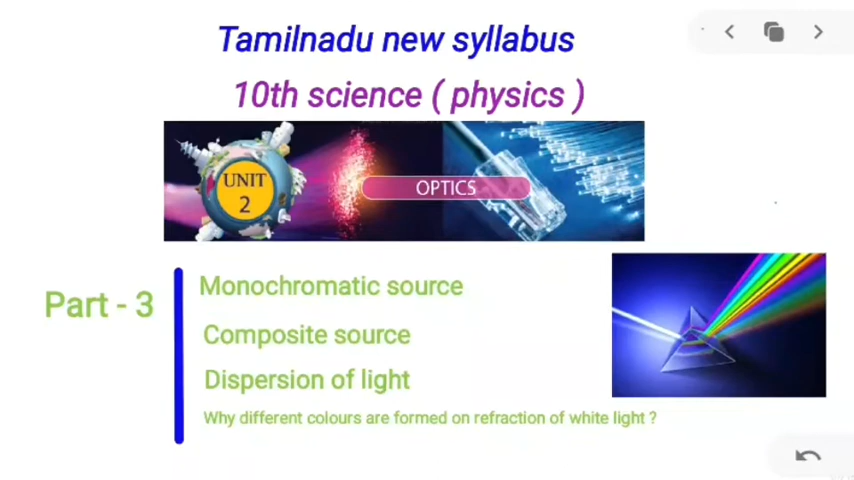 Tamilnadu new syllabus
10th science ( physics )
UNIT
2
OPTICS
Part - 3
Monochromatic source
Composite source
Dispersion of light
Why different colours are formed on refraction of white light ?